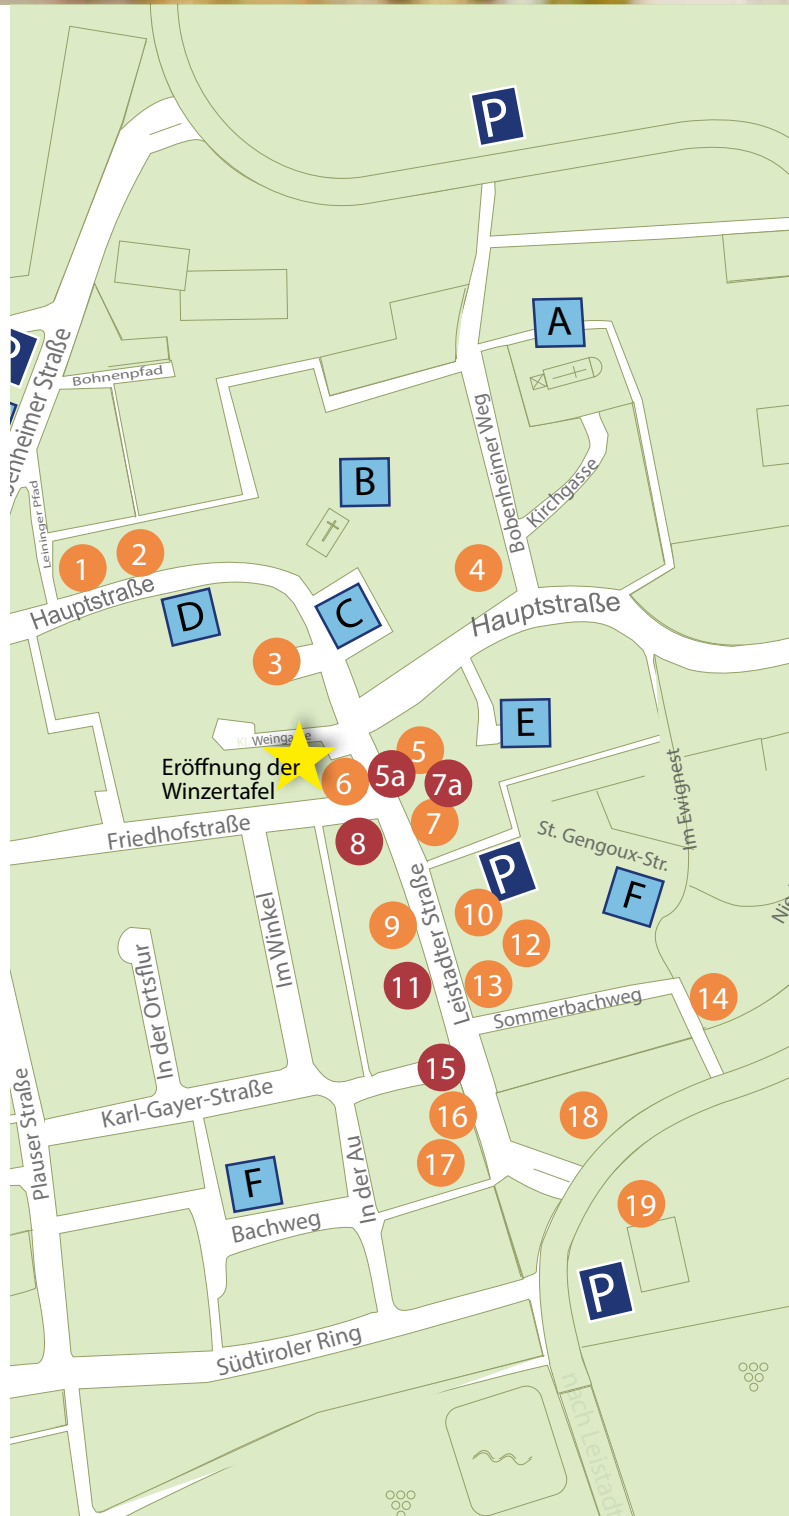 P
A
P
enheimer Straße
Bohnenpfad
Leininger Pfad
B
Bobenheimer Weg
Kirchgasse
1
2
4
Hauptstraße
D
C
Hauptstraße
3
E
Kl. Weingasse
5
Eröffnung der
Winzertafel
6
5a
7a
7
Friedhofstraße
8
St. Gengoux-Str.
Im Ewignest
P
F
Leistadter Straße
10
9
12
Im Winkel
In der Ortsflur
11
13
14
Sommerbachweg
15
Karl-Gayer-Straße
Plauser Straße
16
18
17
F
In der Au
Bachweg
19
P
Südtiroler Ring
nach Leistadt